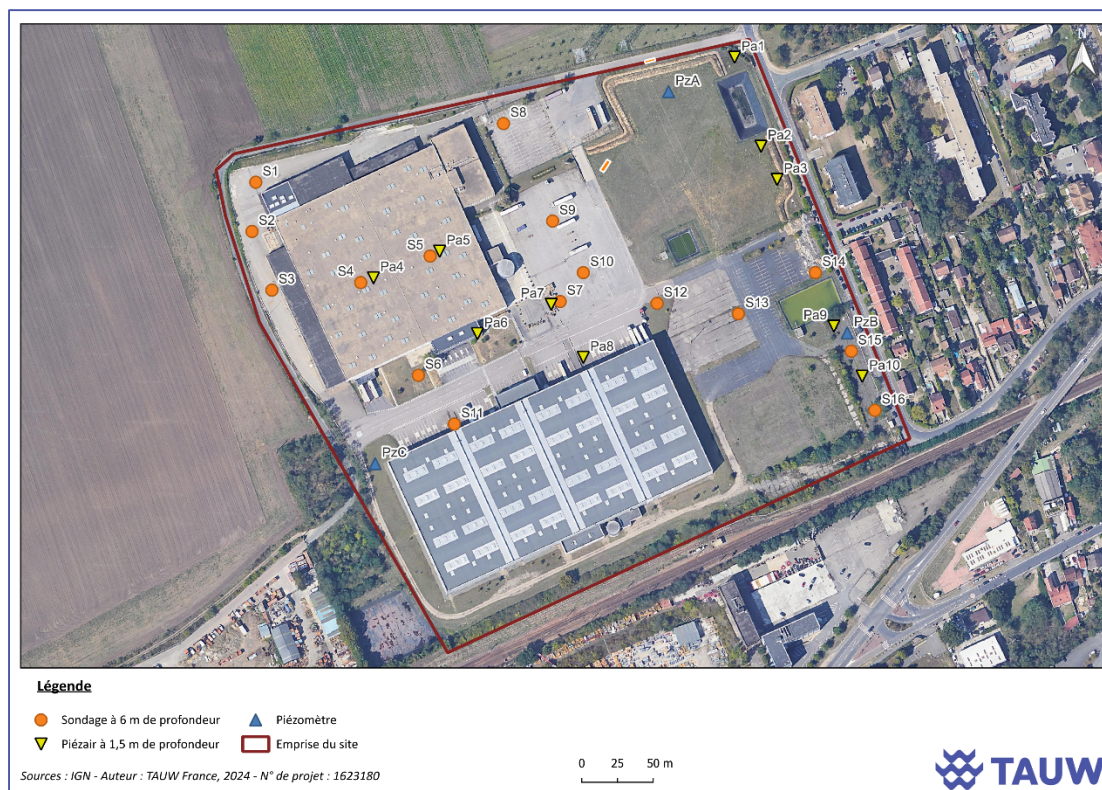 Pa1
N
PzA
S8
Pa2
Pa3
S1
S9
S2
Pa5
S5
S14
S10
S4
Pa4
S3
S7
Pa7
S12
S13
Pa9
PzB
Pa6
S15
Pa8
S6
Pa10
S16
S11
PzC
Légende
Sondage à 6 m de profondeur
Piézomètre
Piézair à 1,5 m de profondeur
Emprise du site
Sources : IGN - Auteur : TAUW France, 2024 - N° de projet : 1623180
0 25 50 m
TAUW